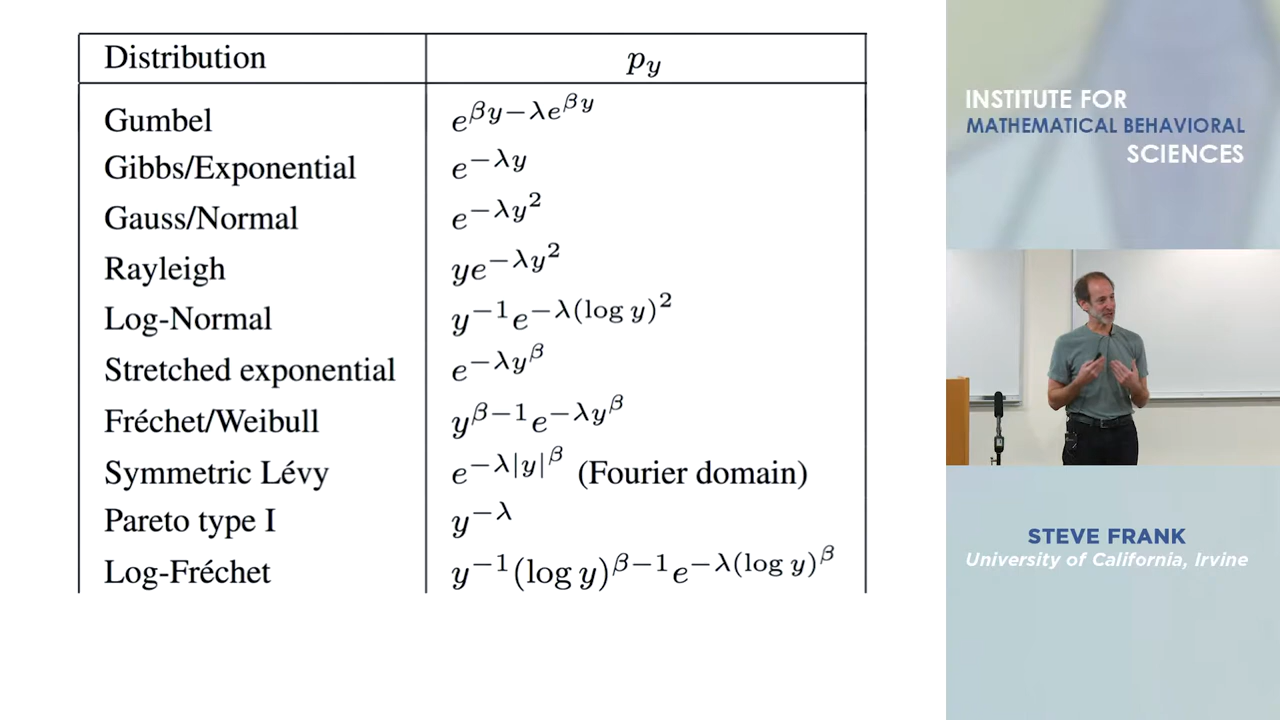 Distribution p_y
Gumbel e^{βy−λe^{βy}}
Gibbs/Exponential e^{−λy}
Gauss/Normal e^{−λy^2}
Rayleigh ye^{−λy^2}
Log-Normal y^{−1}e^{−λ(log y)^2}
Stretched exponential e^{−λy^β}
Fréchet/Weibull y^{β−1}e^{−λy^β}
Symmetric Lévy e^{−λ|y|^β} (Fourier domain)
Pareto type I y^{−λ}
Log-Fréchet y^{−1}(log y)^{β−1}e^{−λ(log y)^β}
INSTITUTE FOR
MATHEMATICAL BEHAVIORAL
SCIENCES
STEVE FRANK
University of California, Irvine